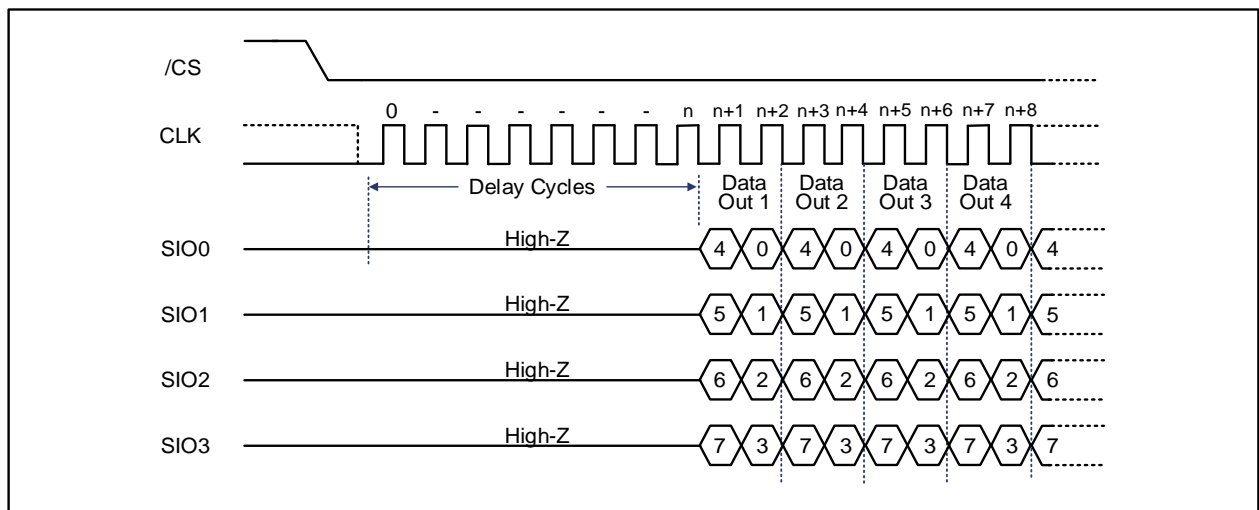 /CS
0 - - - - - - n n+1 n+2 n+3 n+4 n+5 n+6 n+7 n+8
CLK
Delay Cycles
Data Out 1
Data Out 2
Data Out 3
Data Out 4
SIO0 High-Z 4 0 4 0 4 0 4 0 4
SIO1 High-Z 5 1 5 1 5 1 5 1 5
SIO2 High-Z 6 2 6 2 6 2 6 2 6
SIO3 High-Z 7 3 7 3 7 3 7 3 7